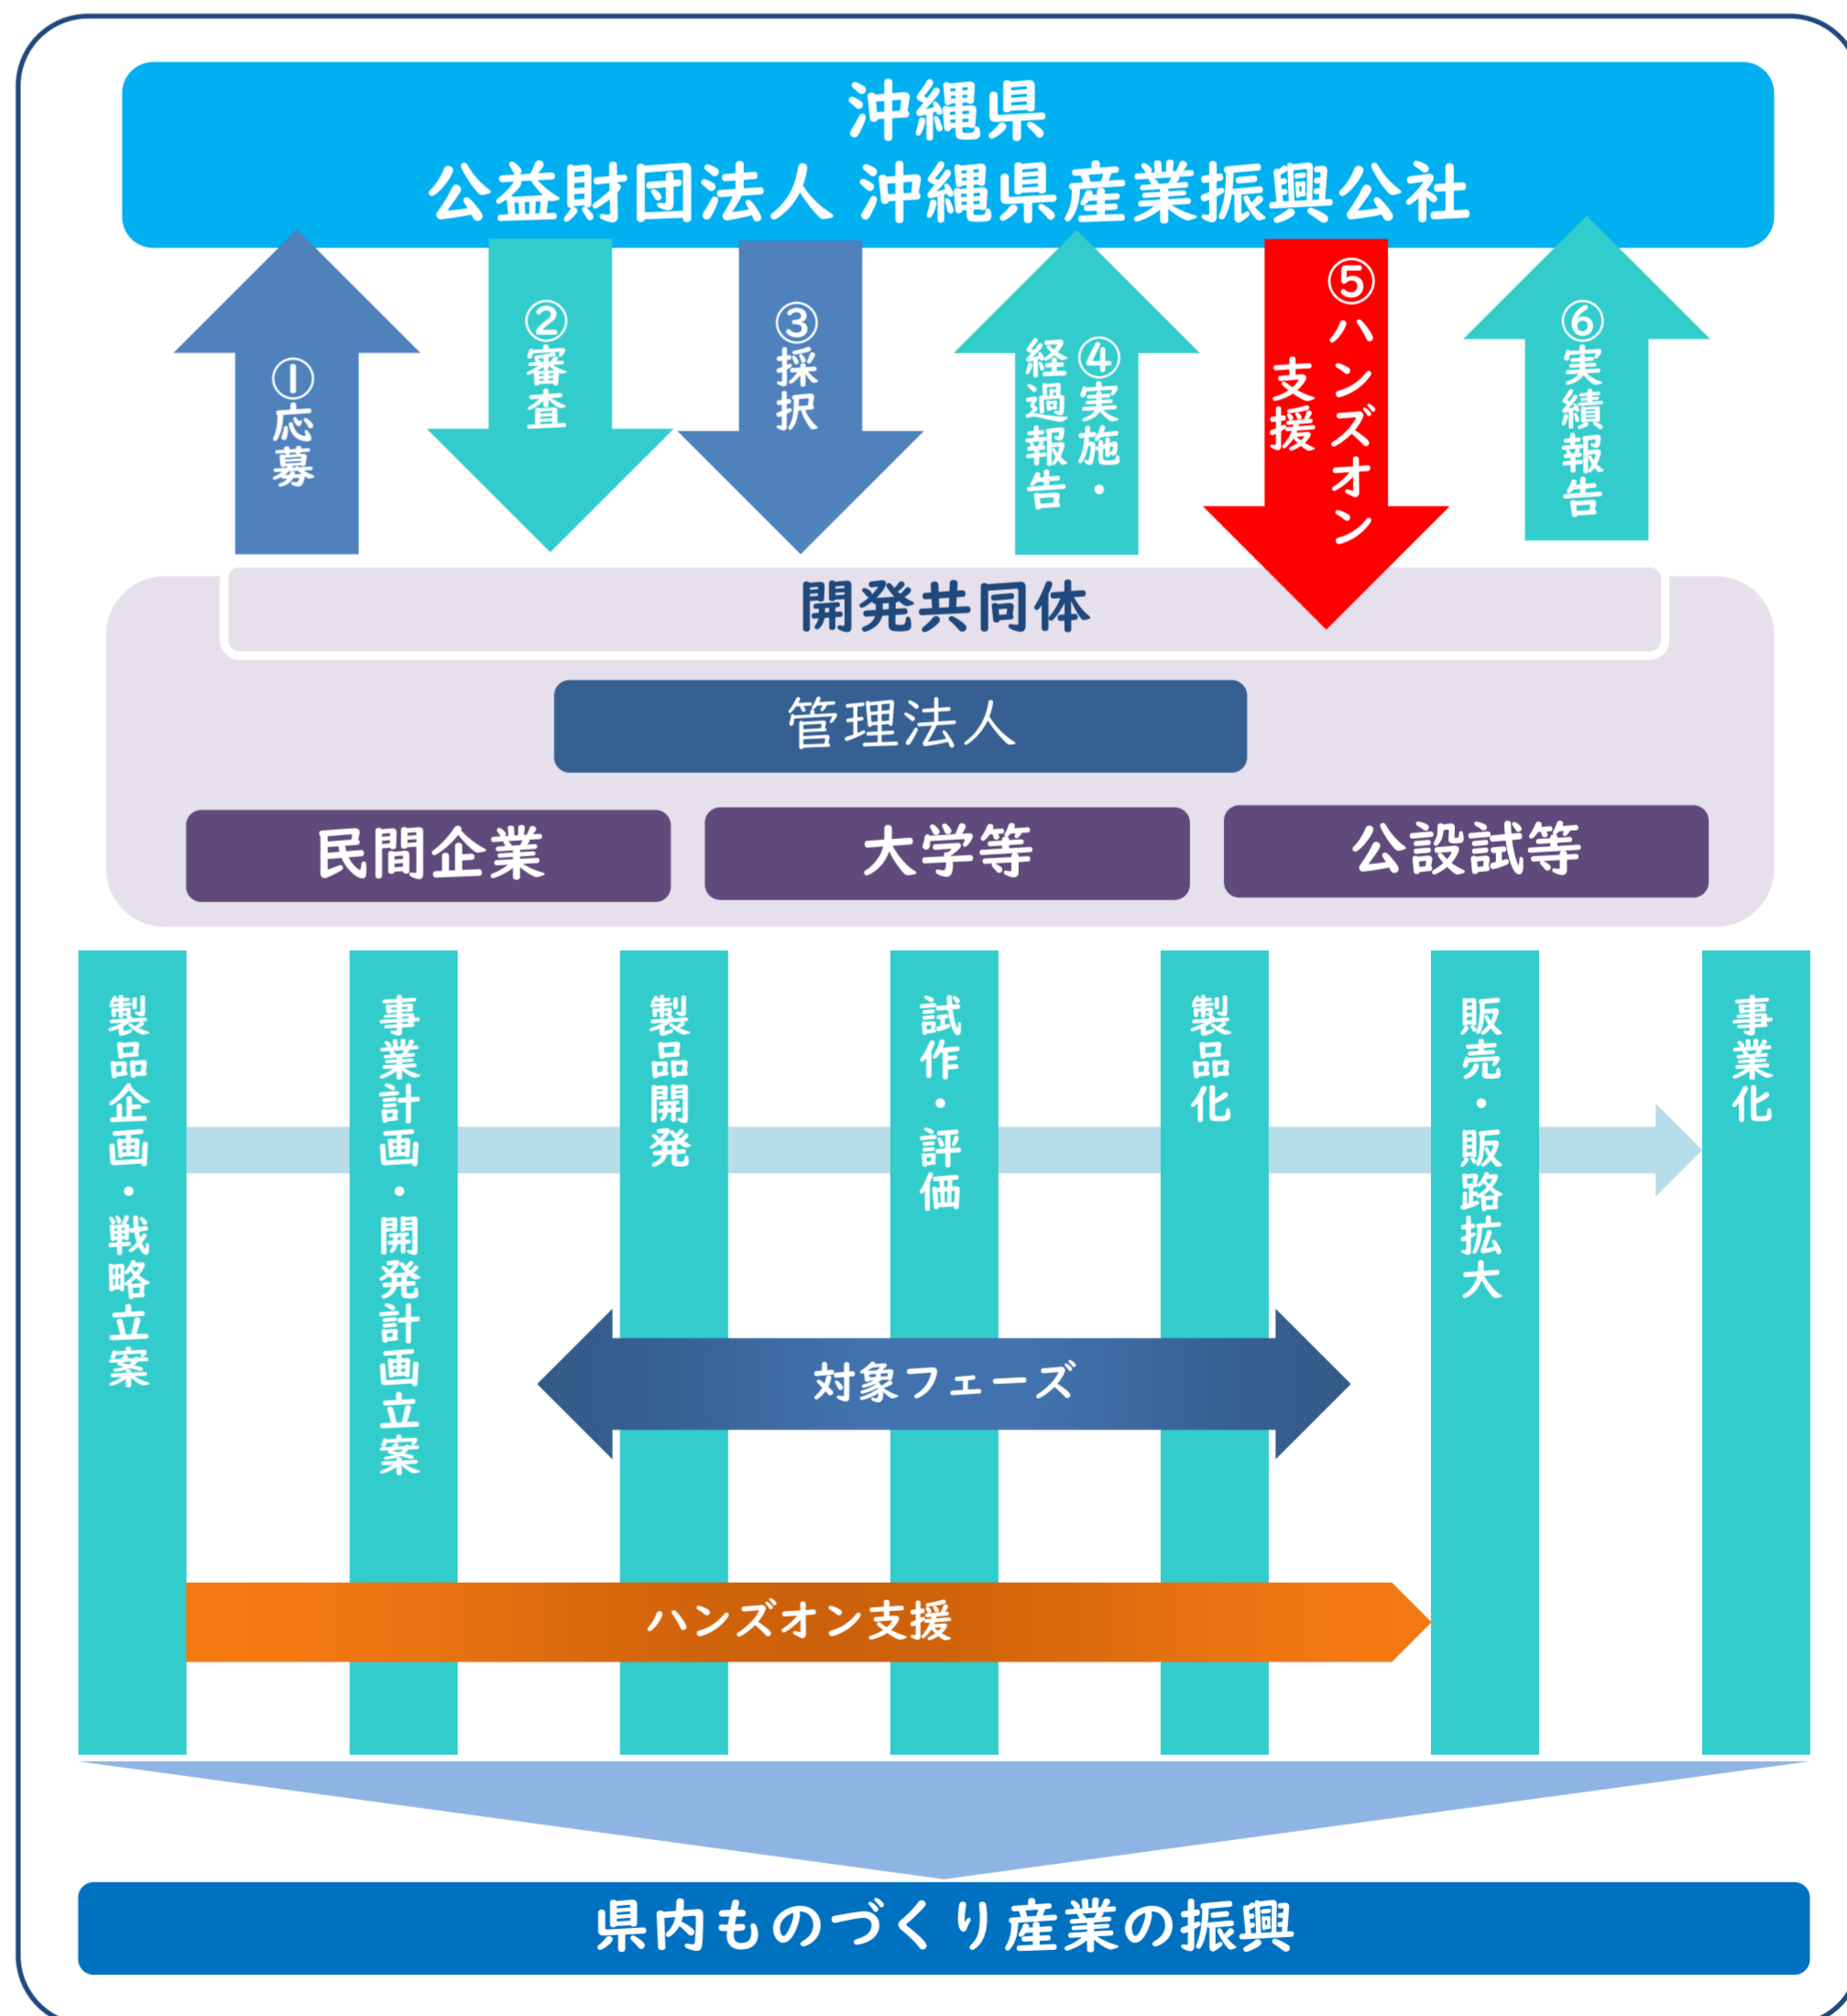 沖縄県
公益財団法人 沖縄県産業振興公社
①応募
②審査
③採択
④実施・
経過報告
⑤ハンズオン
支援
⑥実績報告
開発共同体
管理法人
民間企業
大学等
公設試等
製品企画・戦略立案
事業計画・開発計画立案
製品開発
試作・評価
製品化
販売・販路拡大
事業化
対象フェーズ
ハンズオン支援
県内ものづくり産業の振興